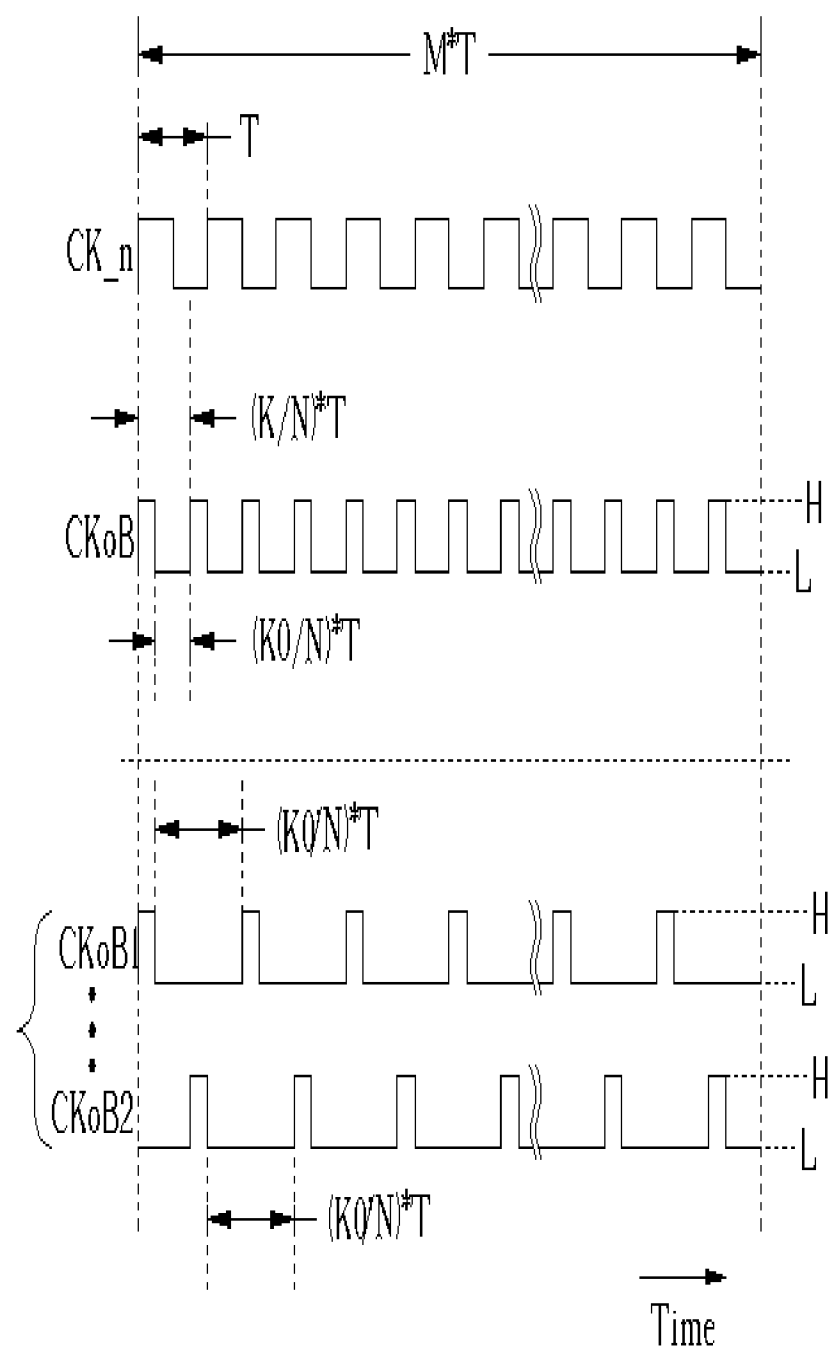 M*T
T
CK_n
(K/N)*T
CKoB
H
L
(K0/N)*T
(K0/N)*T
CKoB1
H
L
CKoB2
H
L
(K0/N)*T
Time